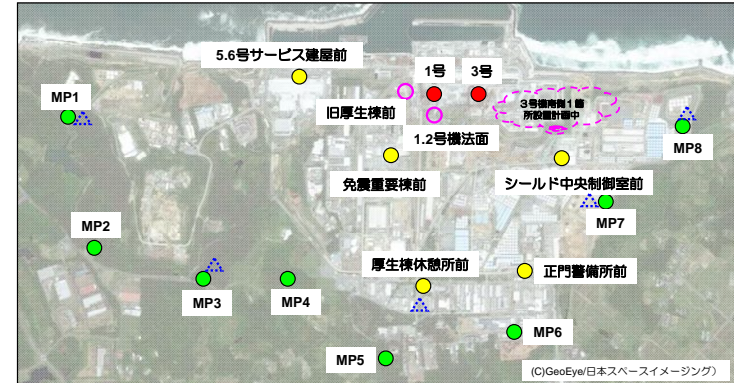 5.6号サービス建屋前
1号
3号
MP1
旧厚生棟前
3号機南側1箇
所設置計画中
1.2号機法面
MP8
免震重要棟前
シールド中央制御室前
MP7
MP2
厚生棟休憩所前
正門警備所前
MP3
MP4
MP6
MP5
(C)GeoEye/日本スペースイメージング）